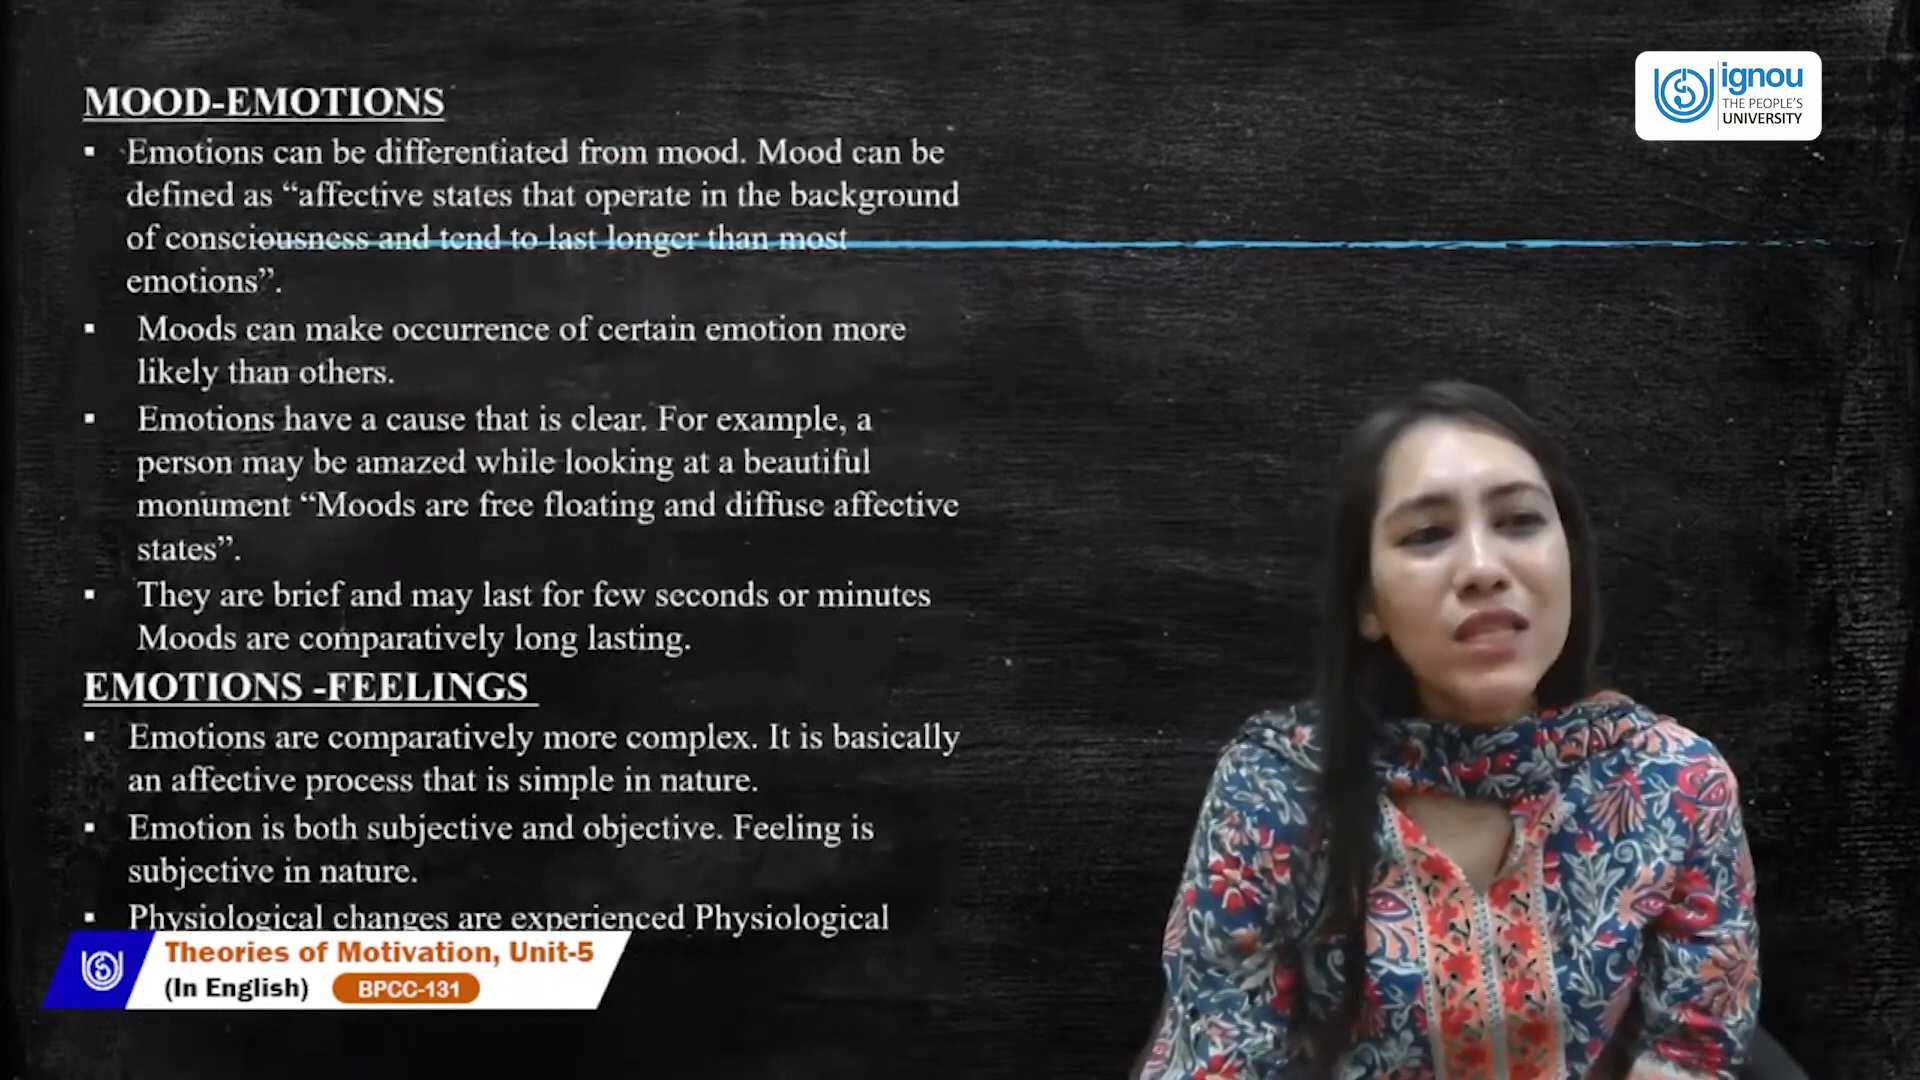 MOOD-EMOTIONS
▪ Emotions can be differentiated from mood. Mood can be
defined as “affective states that operate in the background
of consciousness and tend to last longer than most
emotions”.
▪ Moods can make occurrence of certain emotion more
likely than others.
▪ Emotions have a cause that is clear. For example, a
person may be amazed while looking at a beautiful
monument “Moods are free floating and diffuse affective
states”.
▪ They are brief and may last for few seconds or minutes
Moods are comparatively long lasting.
EMOTIONS -FEELINGS
▪ Emotions are comparatively more complex. It is basically
an affective process that is simple in nature.
▪ Emotion is both subjective and objective. Feeling is
subjective in nature.
▪ Physiological changes are experienced Physiological
Theories of Motivation, Unit-5
(In English) BPCC-131
ignou
THE PEOPLE'S
UNIVERSITY